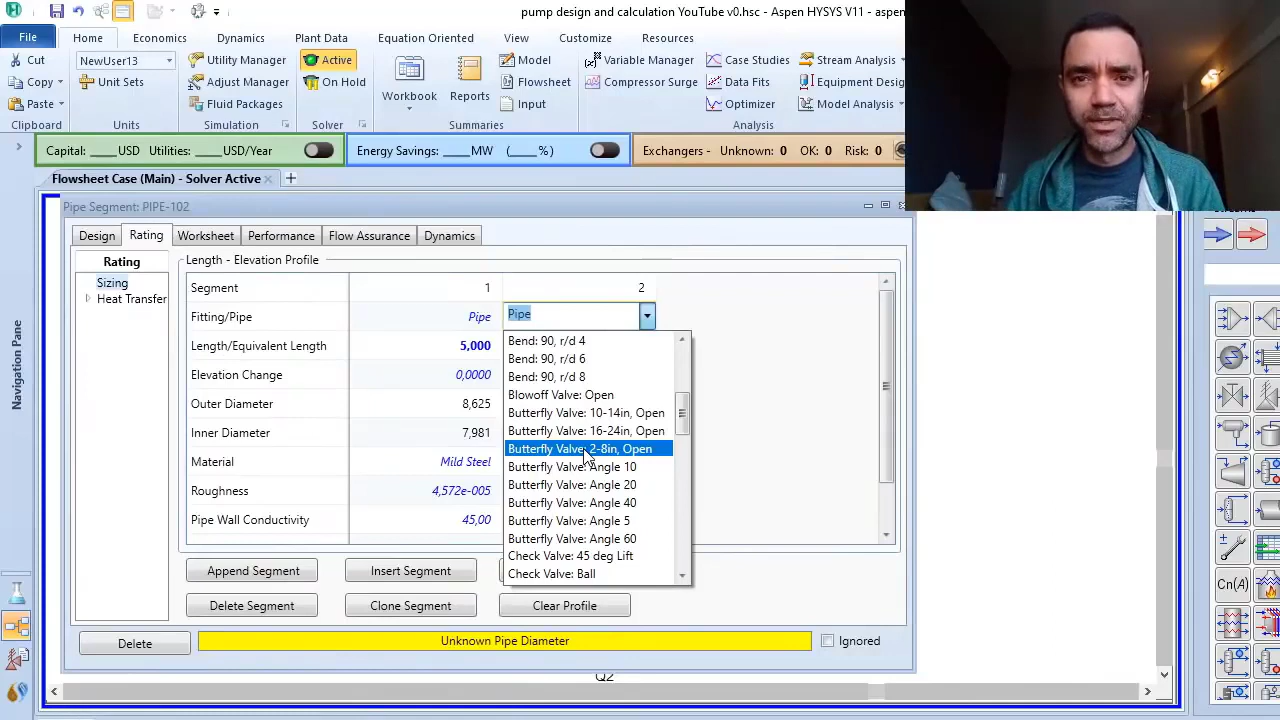 pump design and calculation YouTube v0.hsc - Aspen HYSYS V11 - aspen
File Home Economics Dynamics Plant Data Equation Oriented View Customize Resources
Cut NewUser13 Utility Manager Active Model Variable Manager Case Studies Stream Analysis
Copy Unit Sets Adjust Manager On Hold Workbook Reports Flowsheet Compressor Surge Data Fits Equipment Desig
Paste Fluid Packages Input Optimizer Model Analysis
Clipboard Units Simulation Solver Summaries Analysis
Capital: ____USD Utilities: ____USD/Year Energy Savings: ____MW (____%) Exchangers - Unknown: 0 OK: 0 Risk: 0
Flowsheet Case (Main) - Solver Active
Pipe Segment: PIPE-102
Design Rating Worksheet Performance Flow Assurance Dynamics
Rating
Sizing
Heat Transfer
Length - Elevation Profile
Segment 1 2
Fitting/Pipe Pipe Pipe
Length/Equivalent Length 5,000
Elevation Change 0,0000
Outer Diameter 8,625
Inner Diameter 7,981
Material Mild Steel
Roughness 4,572e-005
Pipe Wall Conductivity 45,00
Bend: 90, r/d 4
Bend: 90, r/d 6
Bend: 90, r/d 8
Blowoff Valve: Open
Butterfly Valve: 10-14in, Open
Butterfly Valve: 16-24in, Open
Butterfly Valve: 2-8in, Open
Butterfly Valve: Angle 10
Butterfly Valve: Angle 20
Butterfly Valve: Angle 40
Butterfly Valve: Angle 5
Butterfly Valve: Angle 60
Check Valve: 45 deg Lift
Check Valve: Ball
Append Segment Insert Segment
Delete Segment Clone Segment Clear Profile
Delete Unknown Pipe Diameter Ignored
Q2
Navigation Pane
Cn(A)